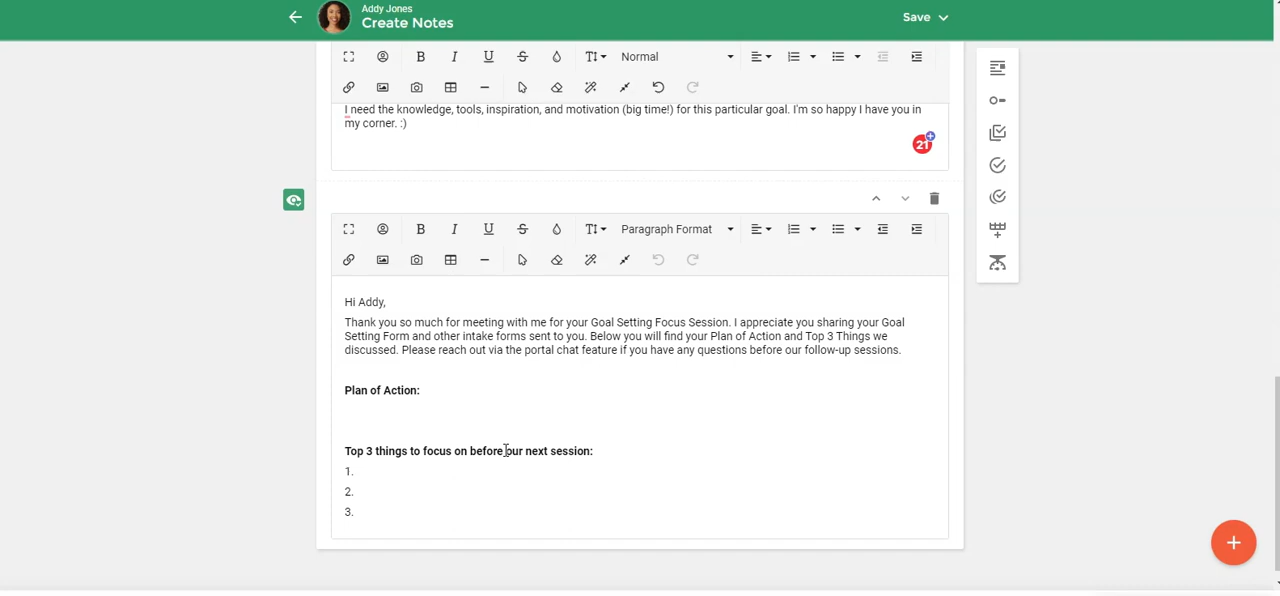 Addy Jones
Create Notes
Save
Normal
I need the knowledge, tools, inspiration, and motivation (big time!) for this particular goal. I'm so happy I have you in
my corner. :)
21
Paragraph Format
Hi Addy,
Thank you so much for meeting with me for your Goal Setting Focus Session. I appreciate you sharing your Goal
Setting Form and other intake forms sent to you. Below you will find your Plan of Action and Top 3 Things we
discussed. Please reach out via the portal chat feature if you have any questions before our follow-up sessions.
Plan of Action:
Top 3 things to focus on before our next session:
1.
2.
3.